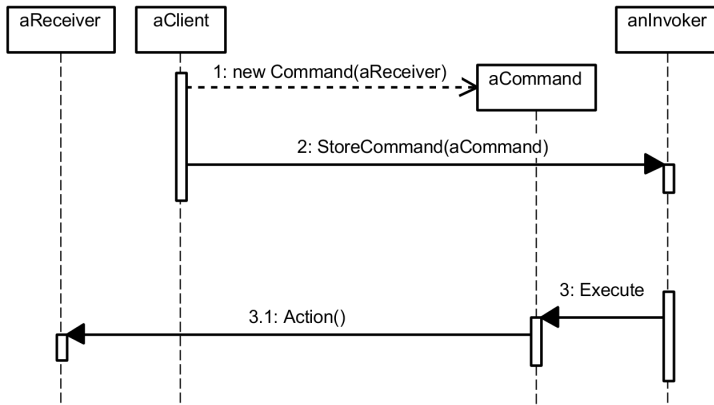 aReceiver
aClient
anInvoker
1: new Command(aReceiver)
aCommand
2: StoreCommand(aCommand)
3: Execute
3.1: Action()